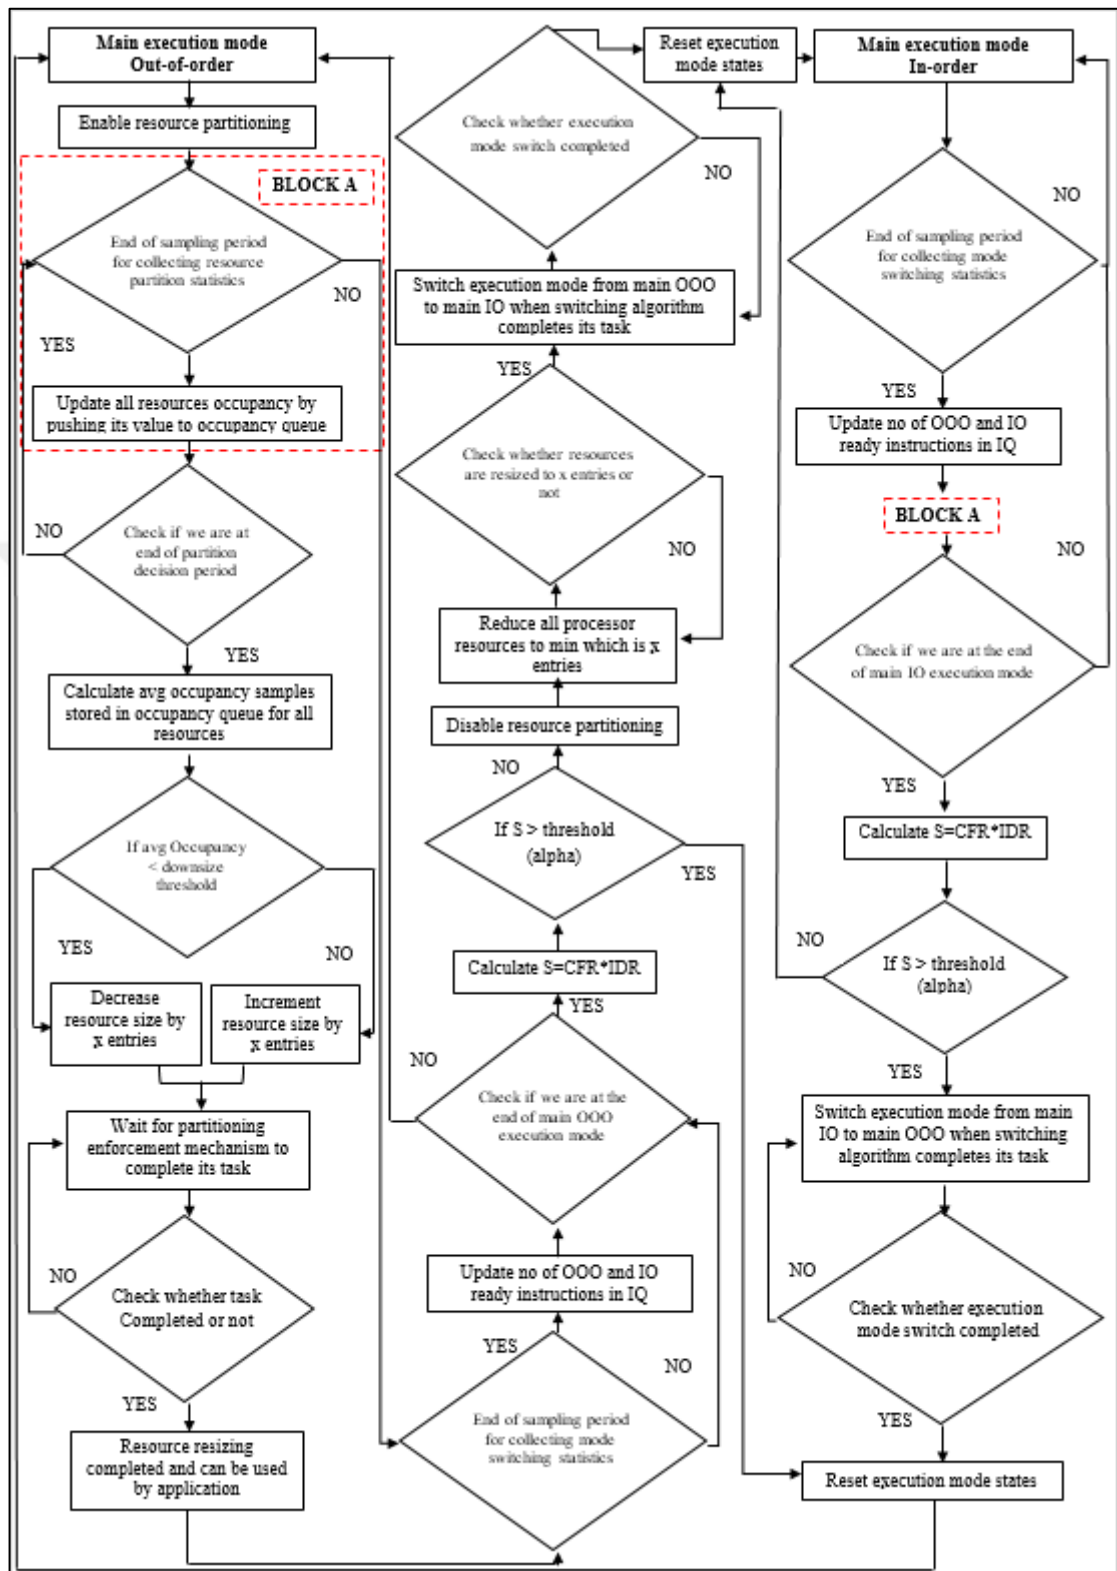 Main execution mode
Out-of-order
Enable resource partitioning
BLOCK A
End of sampling period
for collecting resource
partition statistics
NO
YES
Update all resources occupancy by
pushing its value to occupancy queue
NO
Check if we are at
end of partition
decision period
YES
Calculate avg occupancy samples
stored in occupancy queue for all
resources
If avg Occupancy
< downsize
threshold
YES
NO
Decrease
resource size by
x entries
Increment
resource size by
x entries
Wait for partitioning
enforcement mechanism to
complete its task
NO
Check whether task
Completed or not
YES
Resource resizing
completed and can be used
by application
Reset execution
mode states
Check whether execution
mode switch completed
NO
Switch execution mode from main OOO
to main IO when switching algorithm
completes its task
YES
Check whether resources
are resized to x entries or
not
NO
Reduce all processor
resources to min which is x
entries
Disable resource partitioning
NO
If S > threshold
(alpha)
YES
Calculate S=CFR*IDR
YES
NO
Check if we are at the
end of main OOO
execution mode
Update no of OOO and IO
ready instructions in IQ
YES
NO
End of sampling period
for collecting mode
switching statistics
Main execution mode
In-order
NO
End of sampling period
for collecting mode
switching statistics
YES
Update no of OOO and IO
ready instructions in IQ
BLOCK A
NO
Check if we are at the end
of main IO execution mode
YES
Calculate S=CFR*IDR
NO
If S > threshold
(alpha)
YES
Switch execution mode from main
IO to main OOO when switching
algorithm completes its task
NO
Check whether execution
mode switch completed
YES
Reset execution mode states